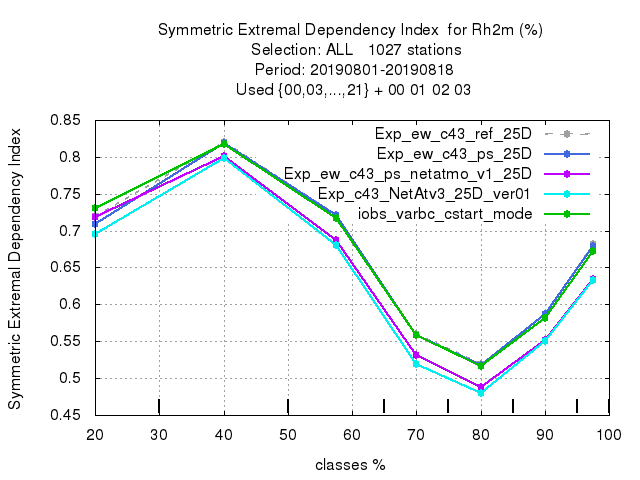 Symmetric Extremal Dependency Index  for Rh2m (%)
Selection: ALL   1027 stations
Period: 20190801-20190818
Used {00,03,...,21} + 00 01 02 03
Symmetric Extremal Dependency Index
0.85
0.8
0.75
0.7
0.65
0.6
0.55
0.5
0.45
Exp_ew_c43_ref_25D
Exp_ew_c43_ps_25D
Exp_ew_c43_ps_netatmo_v1_25D
Exp_c43_NetAtv3_25D_ver01
iobs_varbc_cstart_mode
20 30 40 50 60 70 80 90 100
classes %